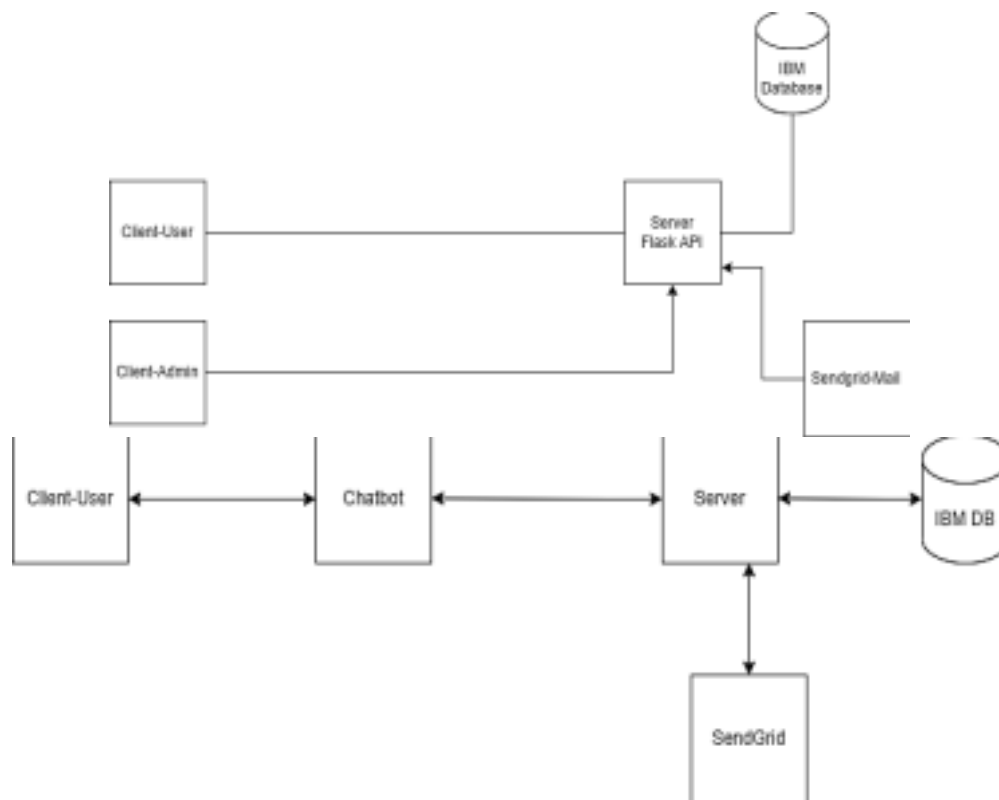 IBM
Database
Client-User
Server
Flask API
Client-Admin
Sendgrid-Mail
Client-User
Chatbot
Server
IBM DB
SendGrid